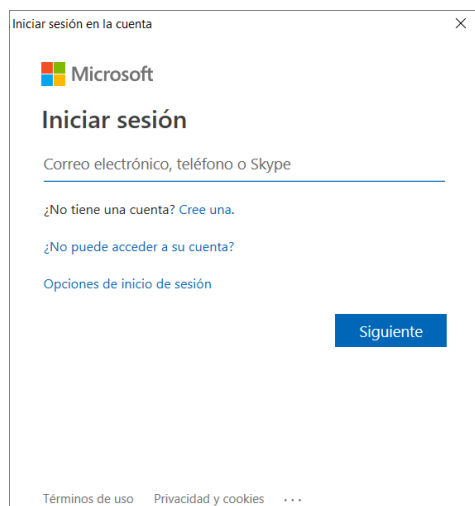 Iniciar sesión en la cuenta
Microsoft
Iniciar sesión
Correo electrónico, teléfono o Skype
¿No tiene una cuenta? Cree una.
¿No puede acceder a su cuenta?
Opciones de inicio de sesión
Siguiente
Términos de uso Privacidad y cookies ...